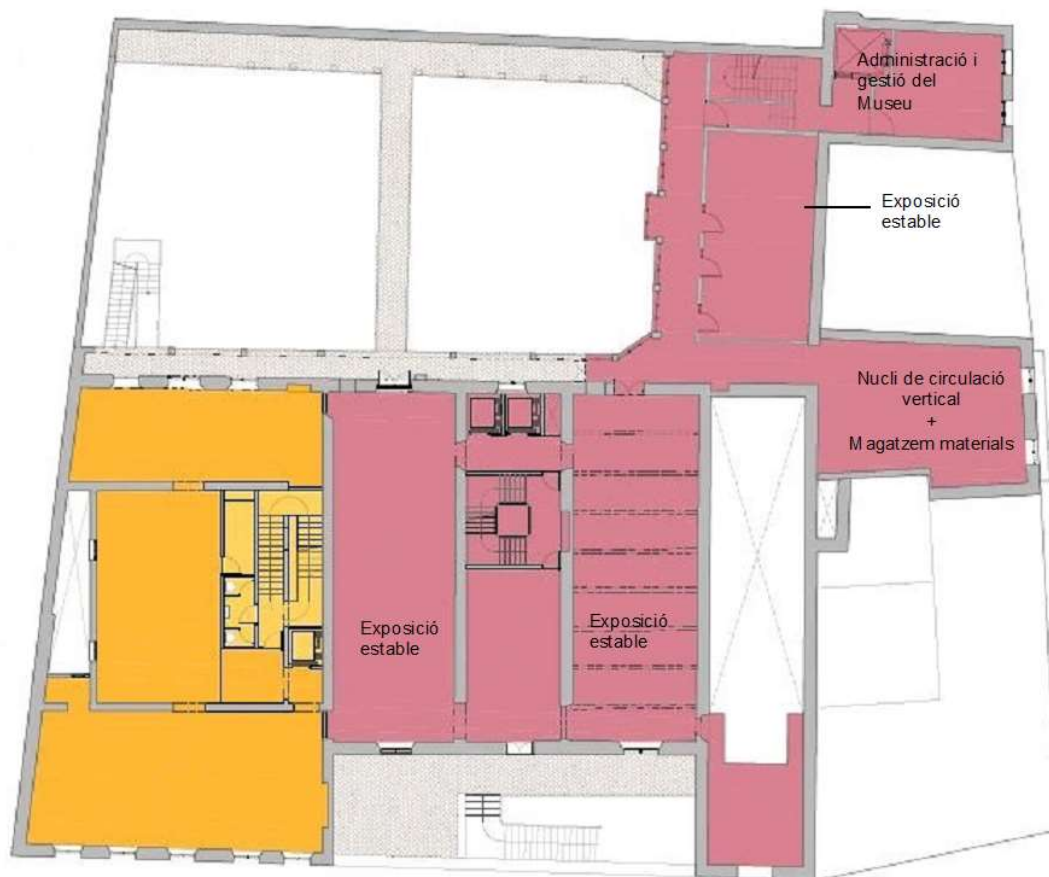 Administració i
gestió del
Museu
Exposició
estable
Nucli de circulació
vertical
+
Magatzem materials
Exposició
estable
Exposició
estable